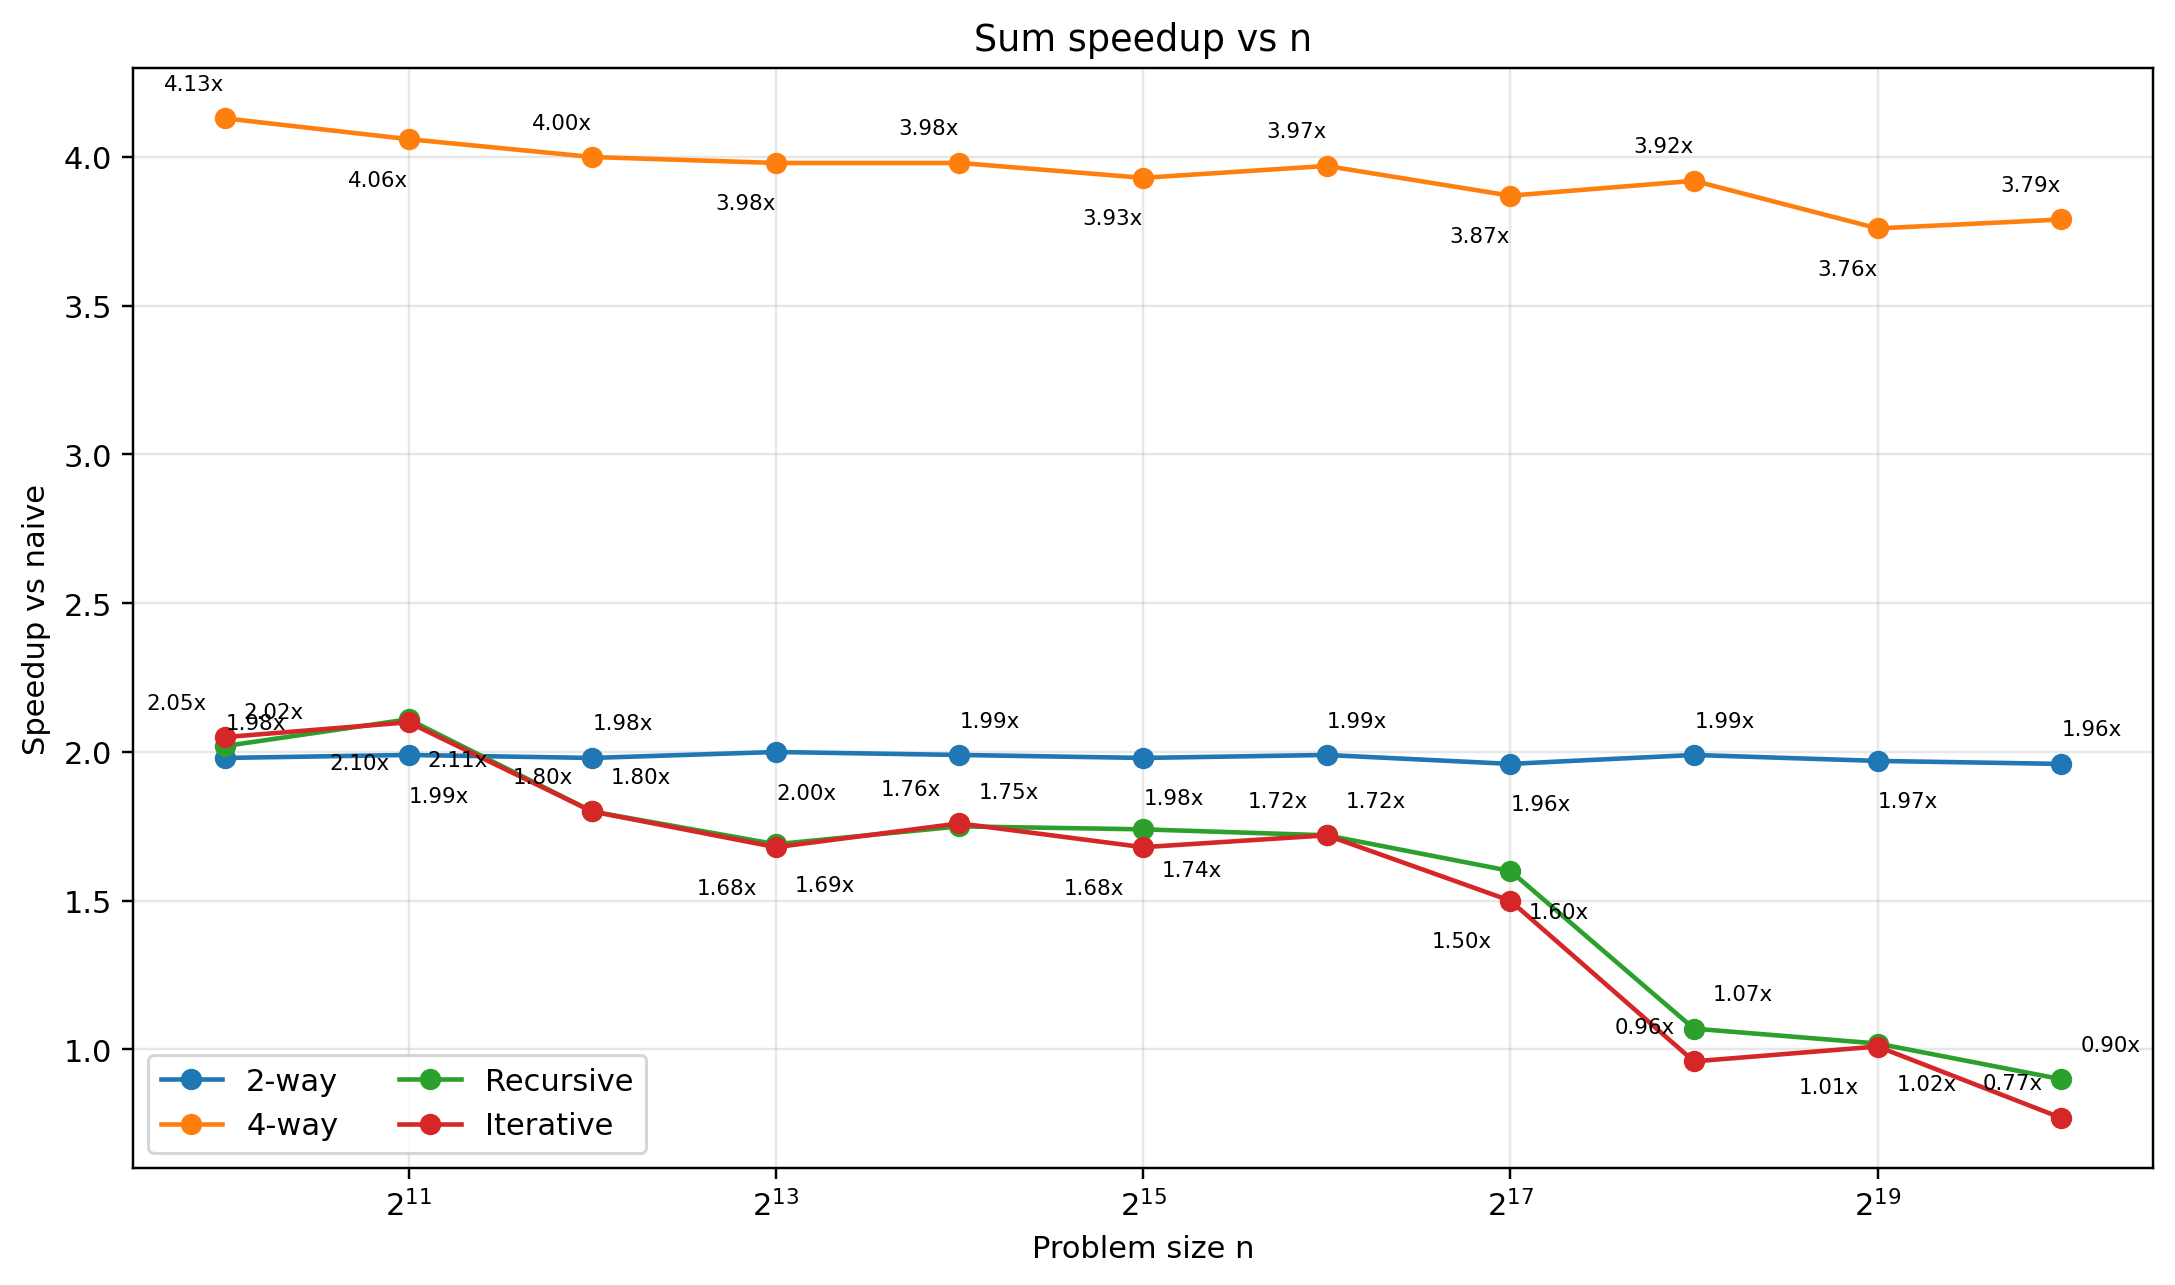 Sum speedup vs n
Speedup vs naive
4.0
3.5
3.0
2.5
2.0
1.5
1.0
4.13x
4.06x
4.00x
3.98x
3.98x
3.93x
3.97x
3.87x
3.92x
3.76x
3.79x
2.05x
2.02x
1.98x
2.10x
2.11x
1.99x
1.98x
1.80x
1.80x
2.00x
1.68x
1.69x
1.99x
1.76x
1.75x
1.98x
1.68x
1.74x
1.99x
1.72x
1.72x
1.96x
1.60x
1.50x
1.99x
1.07x
0.96x
1.97x
1.01x
1.02x
1.96x
0.90x
0.77x
2-way
4-way
Recursive
Iterative
2¹¹
2¹³
2¹⁵
2¹⁷
2¹⁹
Problem size n